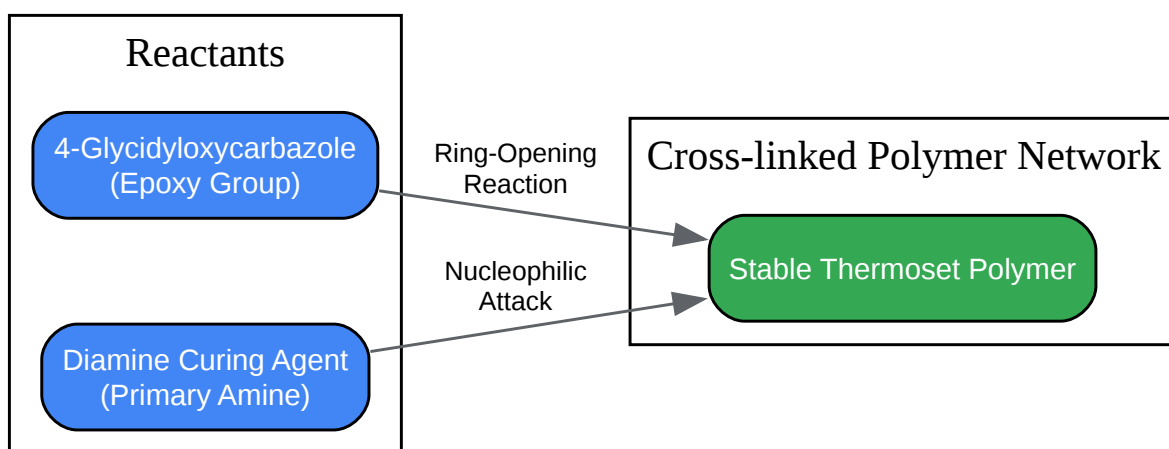 Reactants
4-Glycidyloxycarbazole
(Epoxy Group)
Diamine Curing Agent
(Primary Amine)
Ring-Opening
Reaction
Nucleophilic
Attack
Cross-linked Polymer Network
Stable Thermoset Polymer